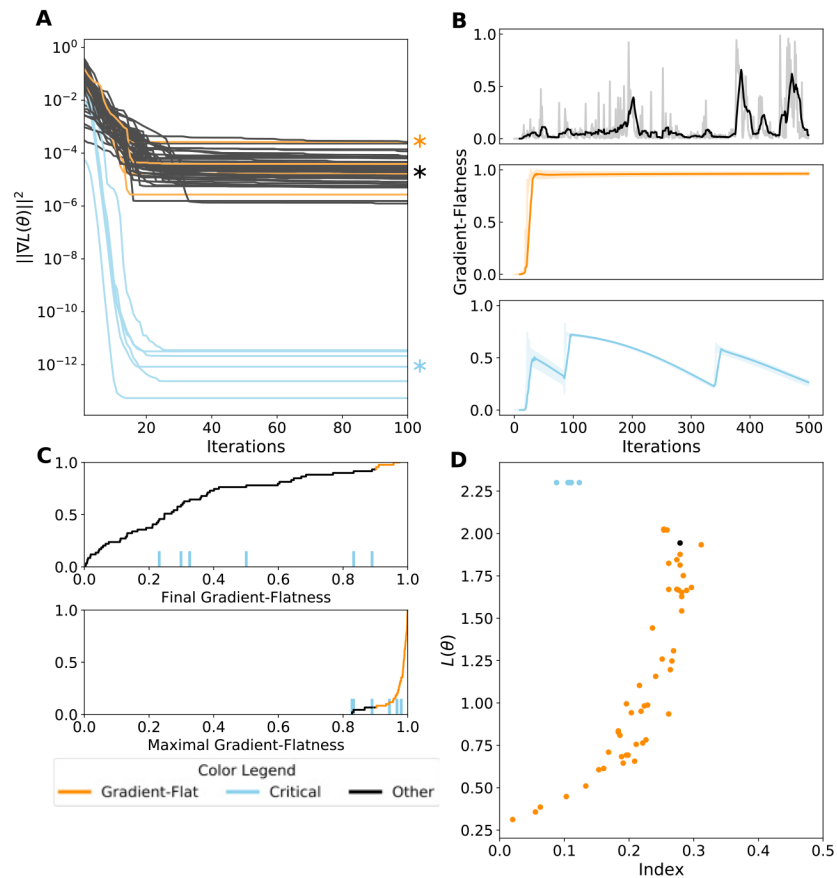 A
10^0
10^-2
10^-4
10^-6
10^-8
10^-10
10^-12
||∇L(θ)||^2
20 40 60 80 100
Iterations
*
*
*
B
1.0
0.5
0.0
1.0
0.5
0.0
1.0
0.5
0.0
Gradient-Flatness
0 100 200 300 400 500
Iterations
C
1.0
0.5
0.0
0.0 0.2 0.4 0.6 0.8 1.0
Final Gradient-Flatness
1.0
0.5
0.0
0.0 0.2 0.4 0.6 0.8 1.0
Maximal Gradient-Flatness
Color Legend
Gradient-Flat Critical Other
D
2.25
2.00
1.75
1.50
1.25
1.00
0.75
0.50
0.25
L(θ)
0.0 0.1 0.2 0.3 0.4 0.5
Index